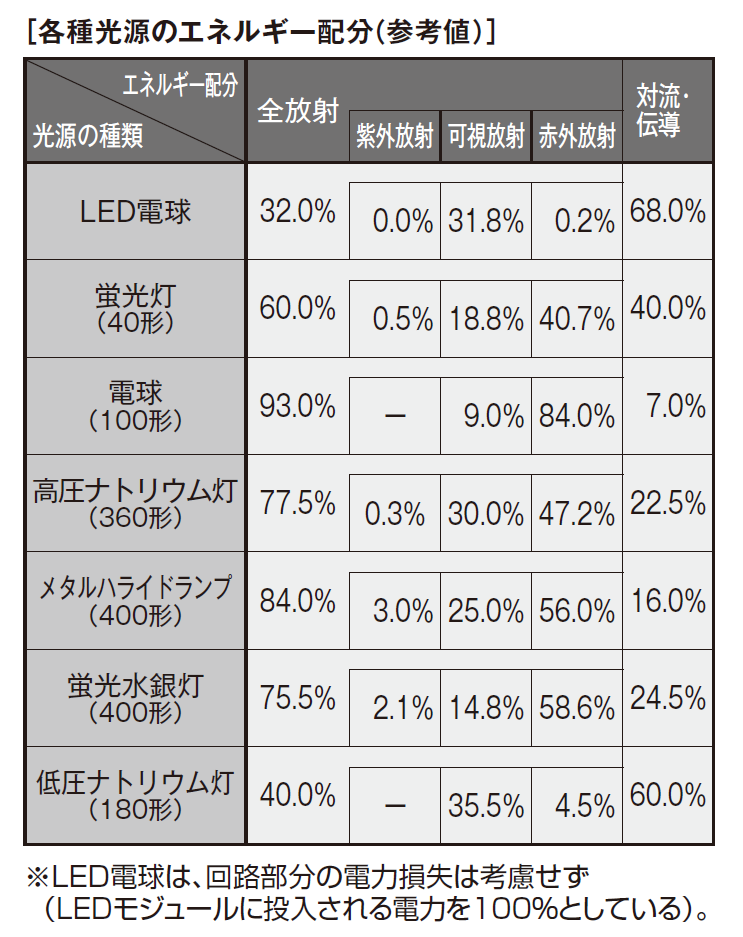 ［各種光源のエネルギー配分（参考値）］
エネルギー配分
光源の種類
全放射
紫外放射 可視放射 赤外放射
対流・
伝導
LED電球 32.0% 0.0% 31.8% 0.2% 68.0%
蛍光灯
（40形） 60.0% 0.5% 18.8% 40.7% 40.0%
電球
（100形） 93.0% － 9.0% 84.0% 7.0%
高圧ナトリウム灯
（360形） 77.5% 0.3% 30.0% 47.2% 22.5%
メタルハライドランプ
（400形） 84.0% 3.0% 25.0% 56.0% 16.0%
蛍光水銀灯
（400形） 75.5% 2.1% 14.8% 58.6% 24.5%
低圧ナトリウム灯
（180形） 40.0% － 35.5% 4.5% 60.0%
※LED電球は、回路部分の電力損失は考慮せず
（LEDモジュールに投入される電力を100%としている）。